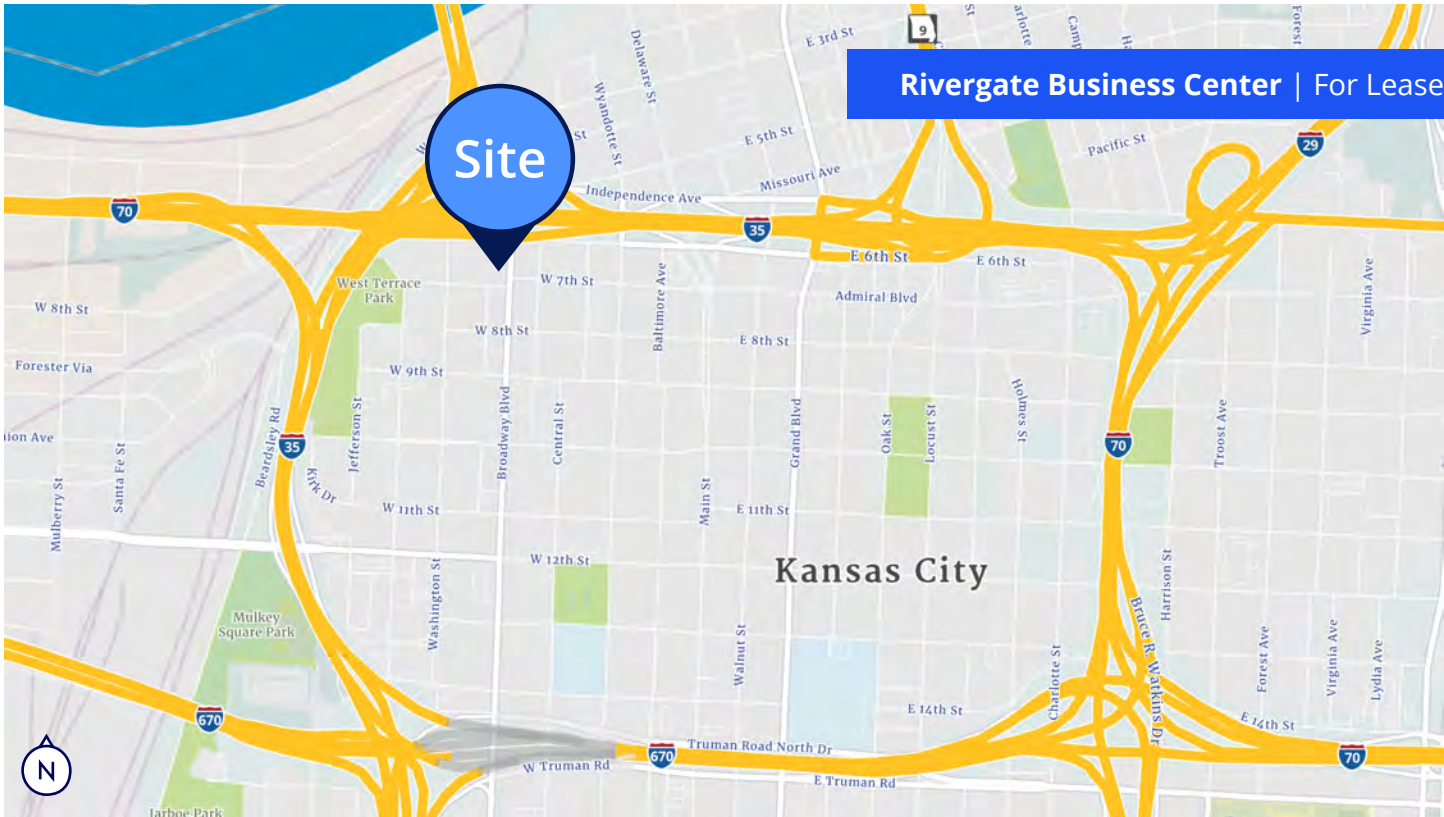 9
Rivergate Business Center | For Lease
E 3rd St
Delaware St
Wyandotte St
St
E 5th St
Pacific St
Forest
29
Site
Missouri Ave
Independence Ave
70
35
E 6th St
E 6th St
W 7th St
West Terrace
Park
Admiral Blvd
Baltimore Ave
Virginia Ave
W 8th St
W 8th St
E 8th St
Forester Via
W 9th St
Beardsley Rd
Jefferson St
Broadway Blvd
Central St
Grand Blvd
Oak St
Locust St
Holmes St
Troost Ave
Santa Fe St
Mulberry St
35
70
Kirk Dr
W 11th St
Main St
E 11th St
W 12th St
Kansas City
Washington St
Harrison St
Mulkey
Square Park
Walnut St
Charlotte St
Bruce R. Watkins Dr
Forest Ave
Virginia Ave
Lydia Ave
E 14th St
E 14th St
670
Truman Road North Dr
670
W Truman Rd
E Truman Rd
70
N
Jarboe Park